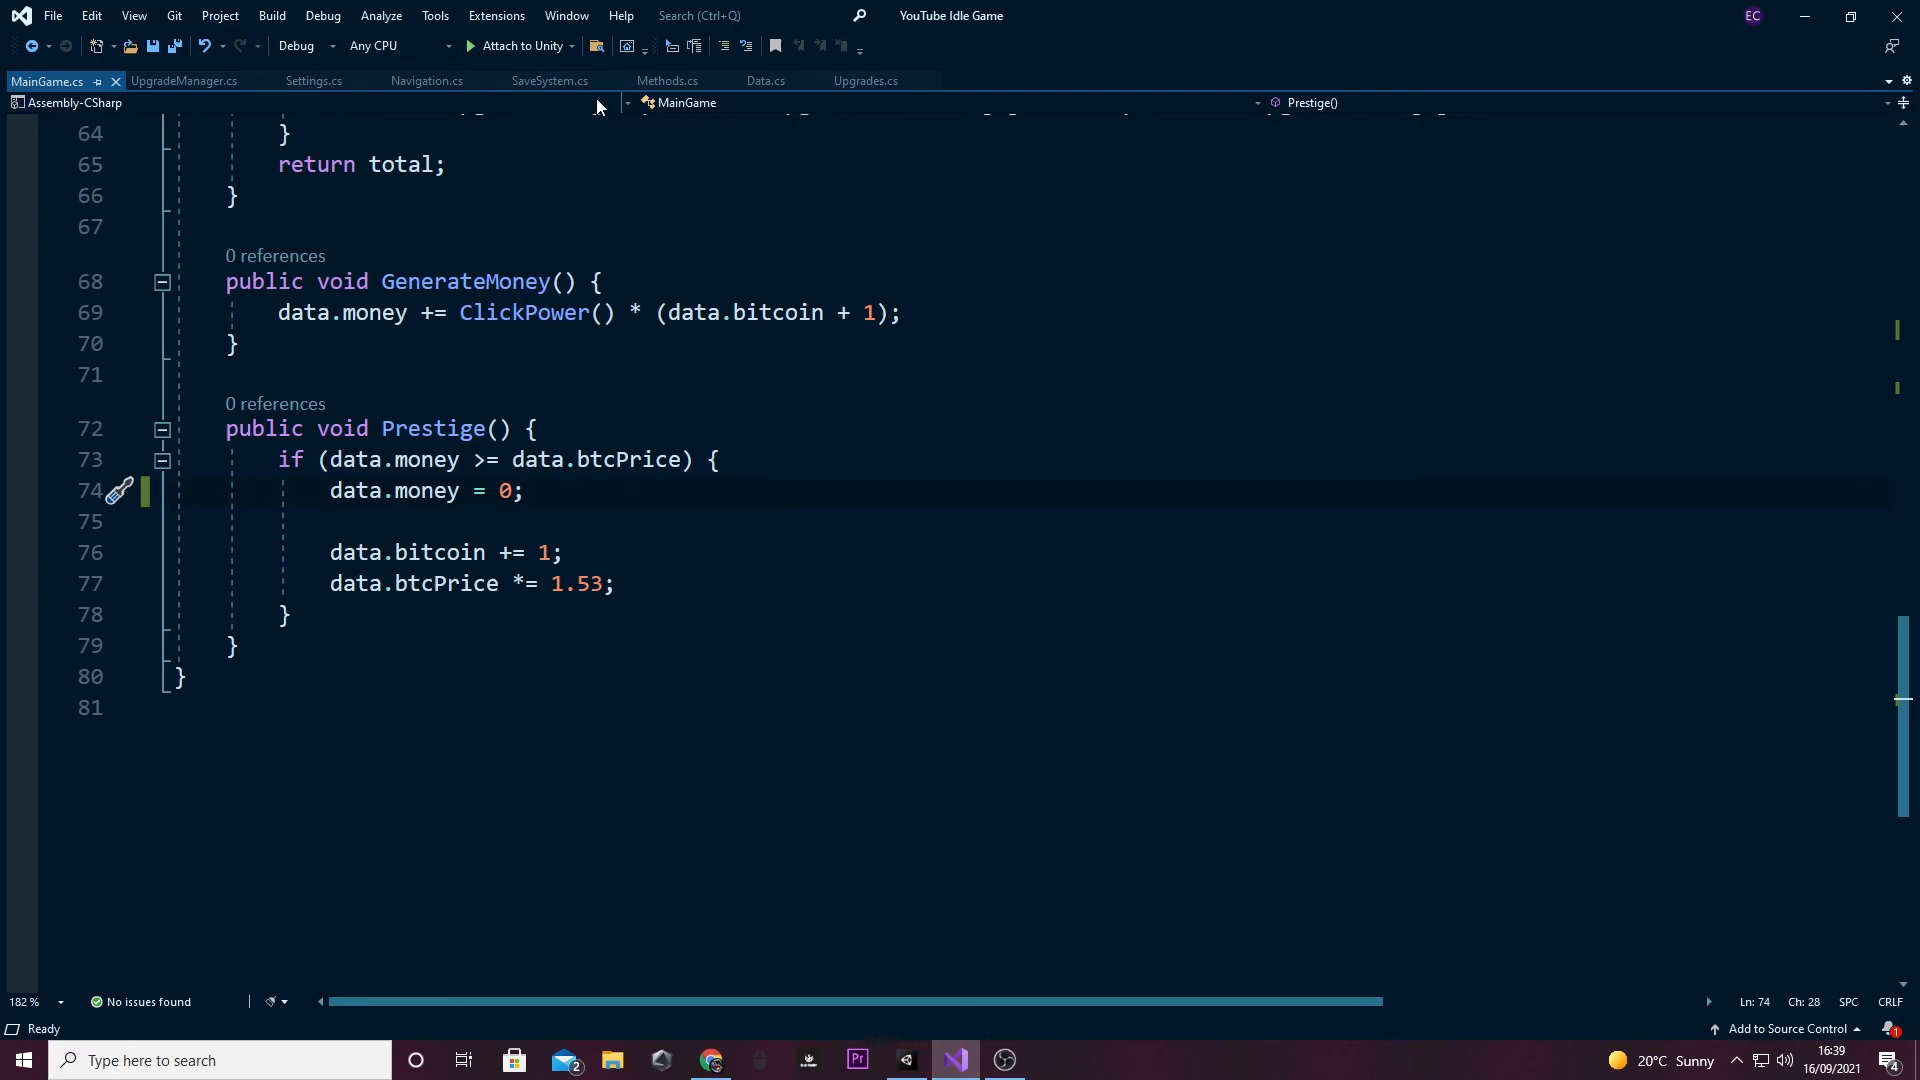 File Edit View Git Project Build Debug Analyze Tools Extensions Window Help Search (Ctrl+Q) YouTube Idle Game EC
Debug Any CPU Attach to Unity
MainGame.cs UpgradeManager.cs Settings.cs Navigation.cs SaveSystem.cs Methods.cs Data.cs Upgrades.cs
Assembly-CSharp MainGame Prestige()
64 }
65 return total;
66 }
67
0 references
68 public void GenerateMoney() {
69 data.money += ClickPower() * (data.bitcoin + 1);
70 }
71
0 references
72 public void Prestige() {
73 if (data.money >= data.btcPrice) {
74 data.money = 0;
75
76 data.bitcoin += 1;
77 data.btcPrice *= 1.53;
78 }
79 }
80 }
81
182 % No issues found Ln: 74 Ch: 28 SPC CRLF
Ready Add to Source Control 1
Type here to search 2 Pr 20°C Sunny 16:39
16/09/2021 4